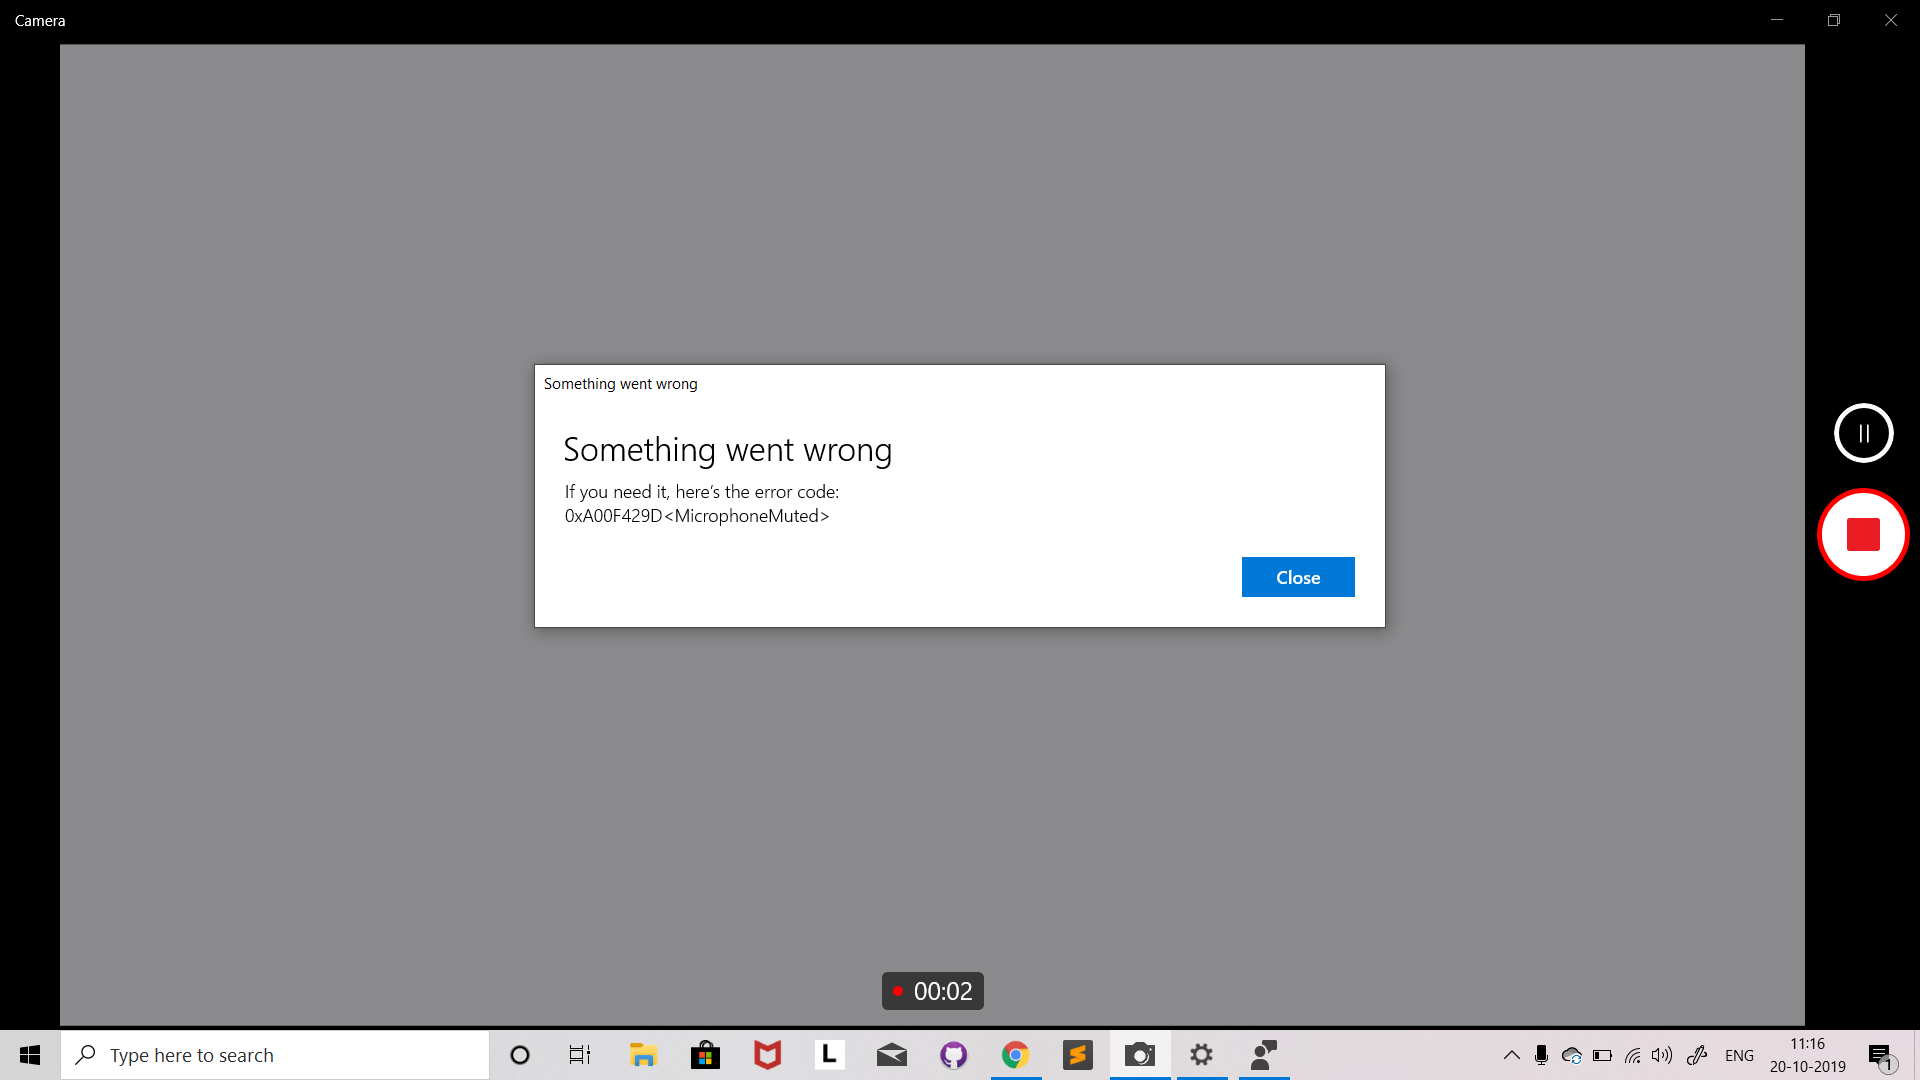 Camera
Something went wrong
Something went wrong
If you need it, here's the error code:
0xA00F429D<MicrophoneMuted>
Close
00:02
Type here to search
L
ENG
11:16
20-10-2019
1